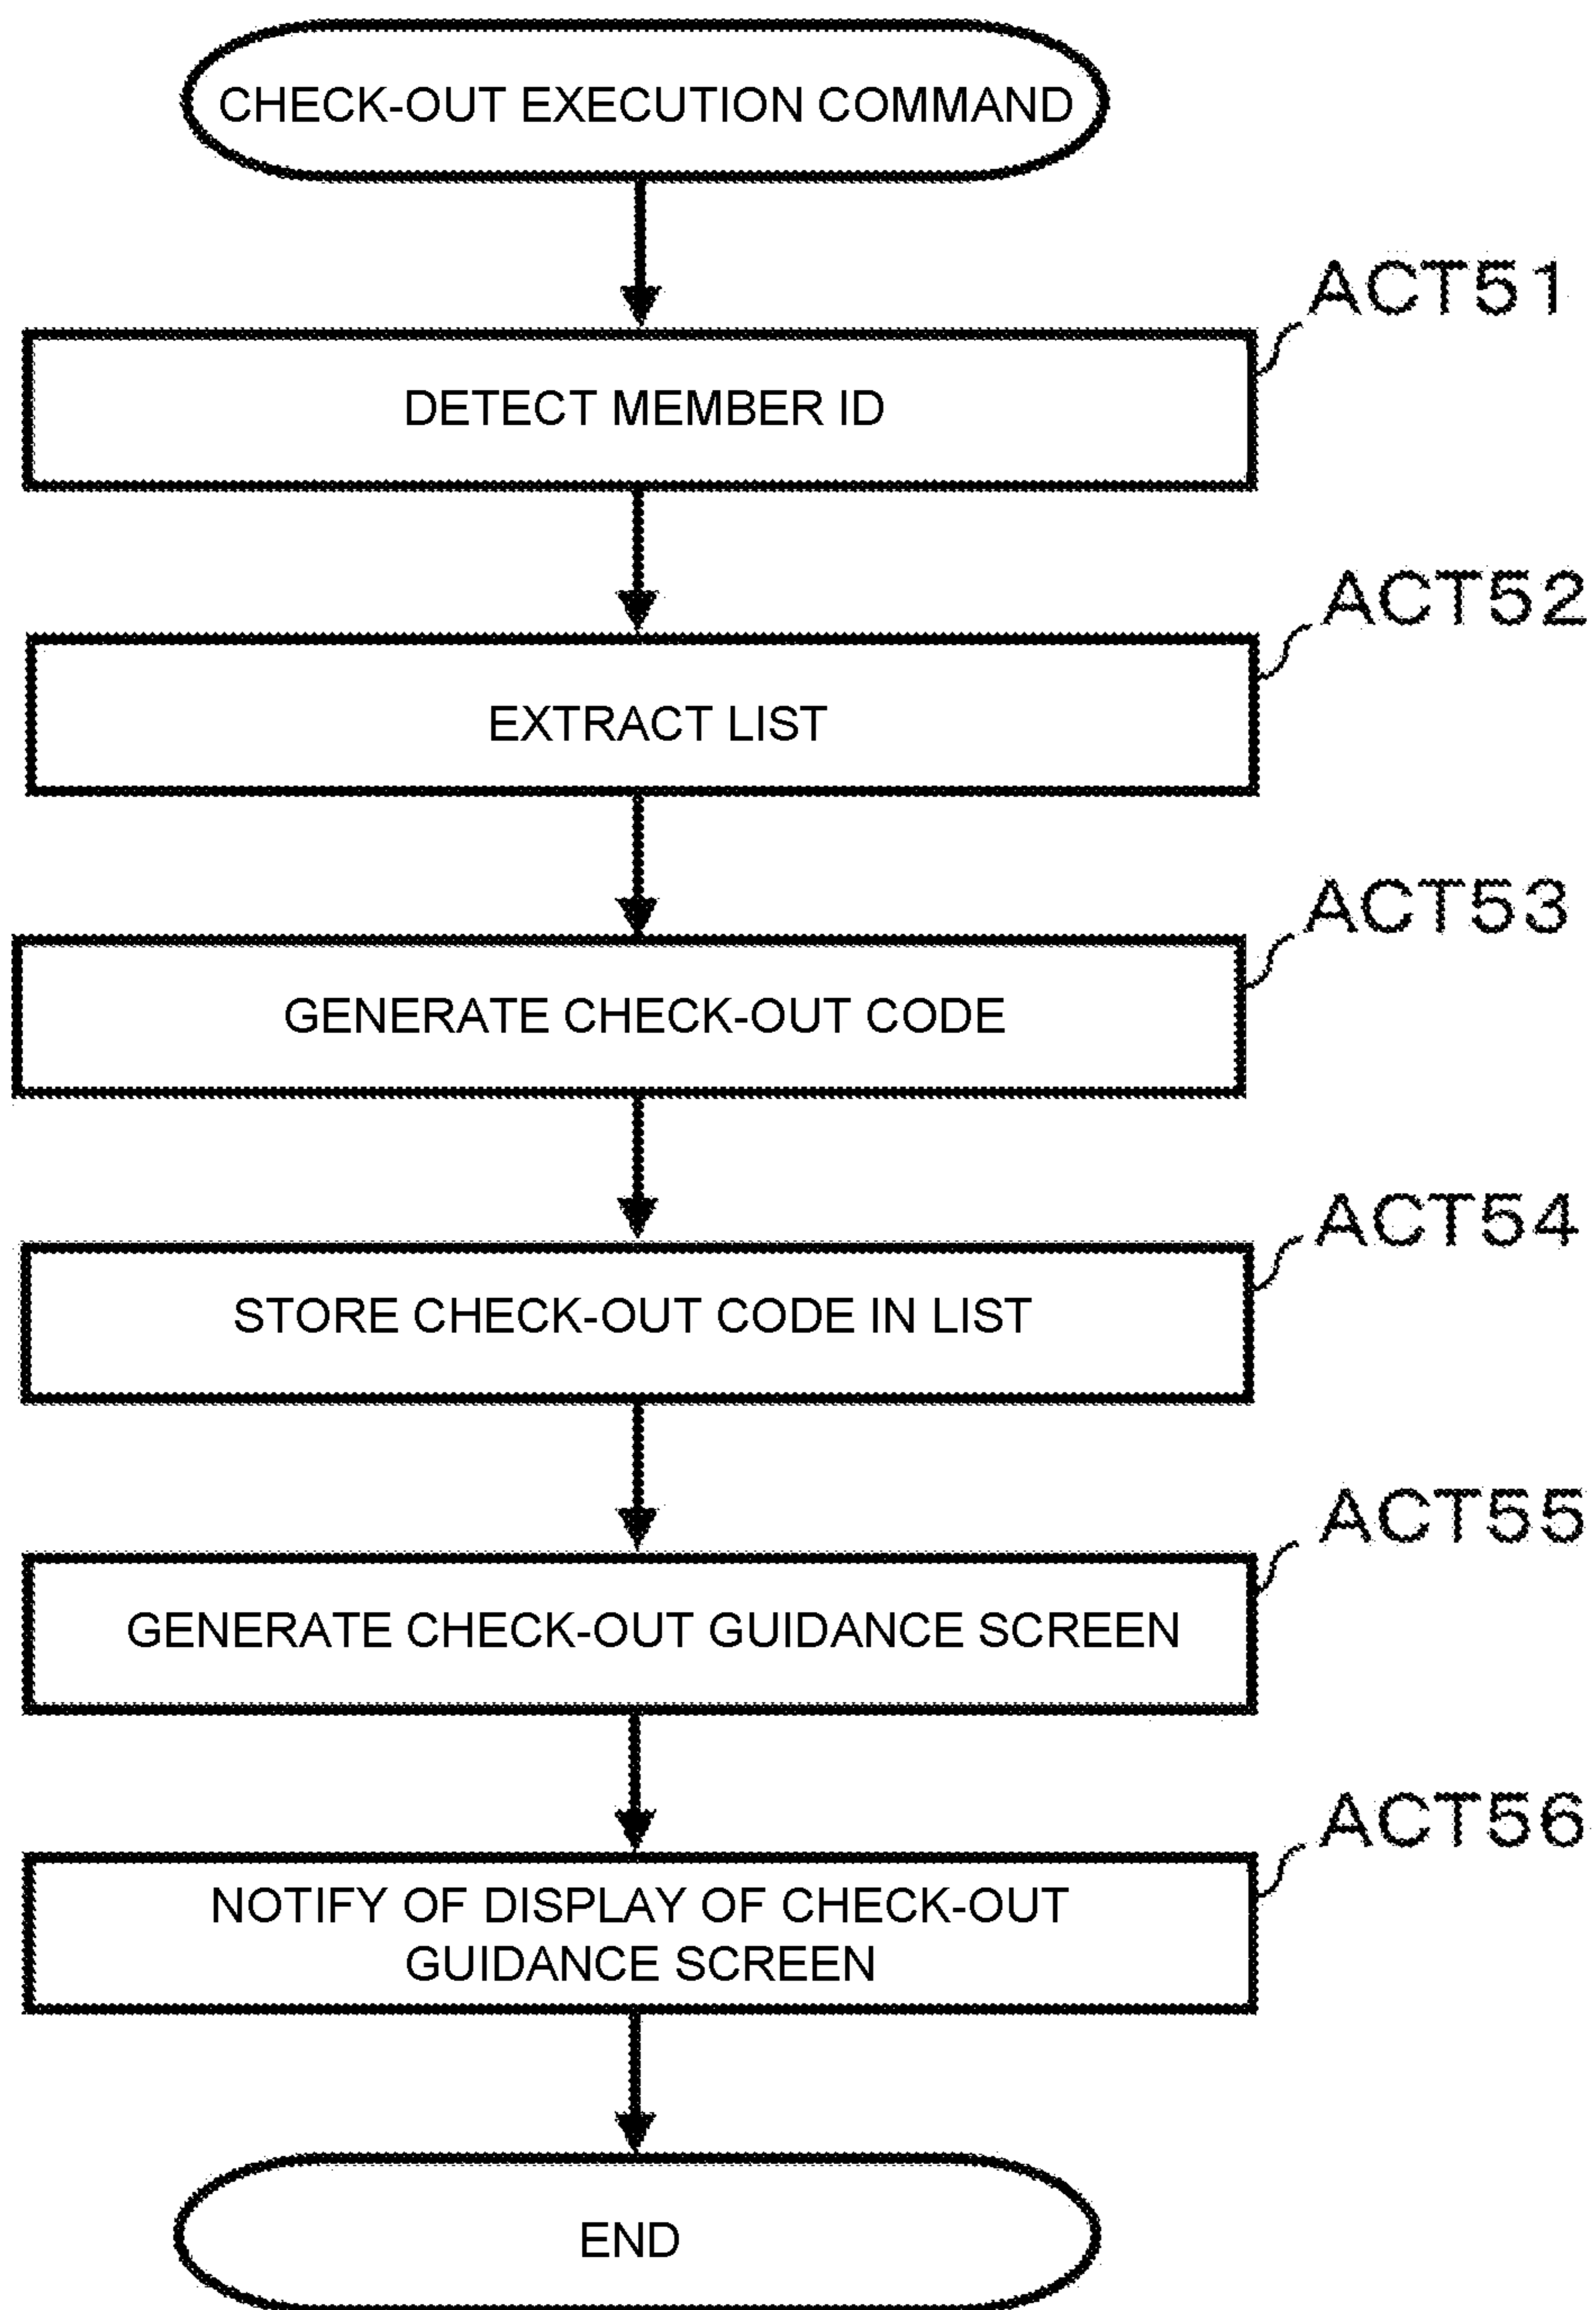 CHECK-OUT EXECUTION COMMAND
ACT51
DETECT MEMBER ID
ACT52
EXTRACT LIST
ACT53
GENERATE CHECK-OUT CODE
ACT54
STORE CHECK-OUT CODE IN LIST
ACT55
GENERATE CHECK-OUT GUIDANCE SCREEN
ACT56
NOTIFY OF DISPLAY OF CHECK-OUT
GUIDANCE SCREEN
END